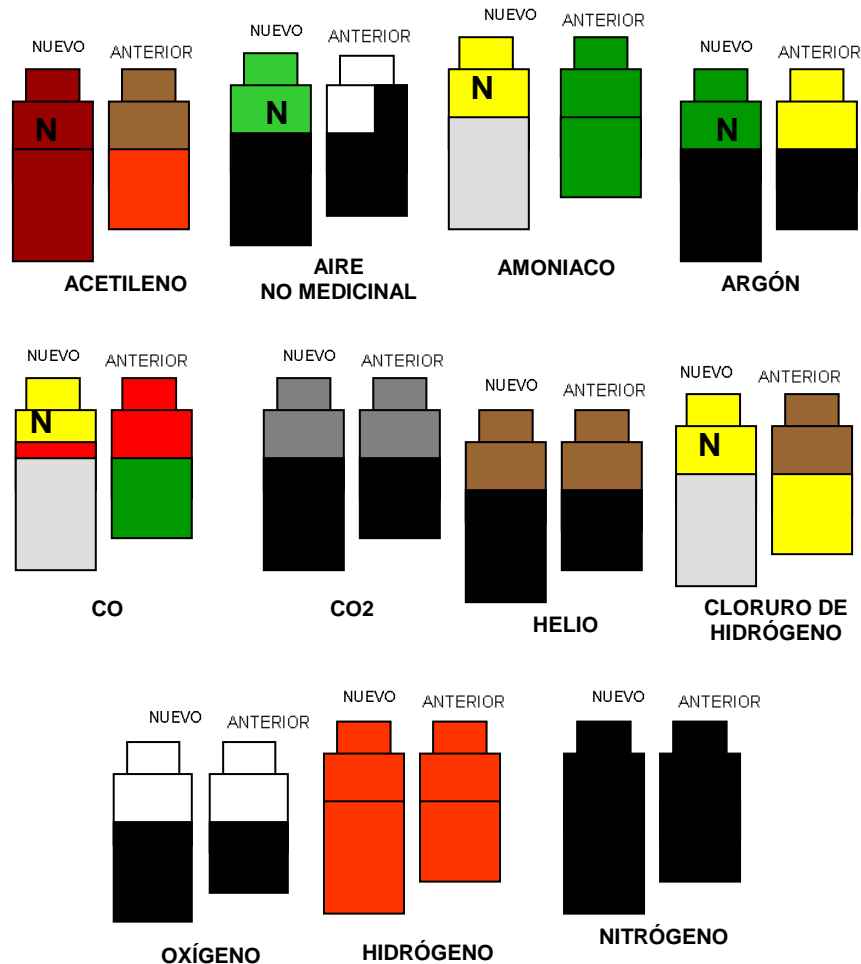 NUEVO ANTERIOR
N
ACETILENO
NUEVO ANTERIOR
N
AIRE
NO MEDICINAL
NUEVO ANTERIOR
N
AMONIACO
NUEVO ANTERIOR
N
ARGÓN
NUEVO ANTERIOR
N
CO
NUEVO ANTERIOR
CO2
NUEVO ANTERIOR
HELIO
NUEVO ANTERIOR
N
CLORURO DE
HIDRÓGENO
NUEVO ANTERIOR
OXÍGENO
NUEVO ANTERIOR
HIDRÓGENO
NUEVO ANTERIOR
NITRÓGENO